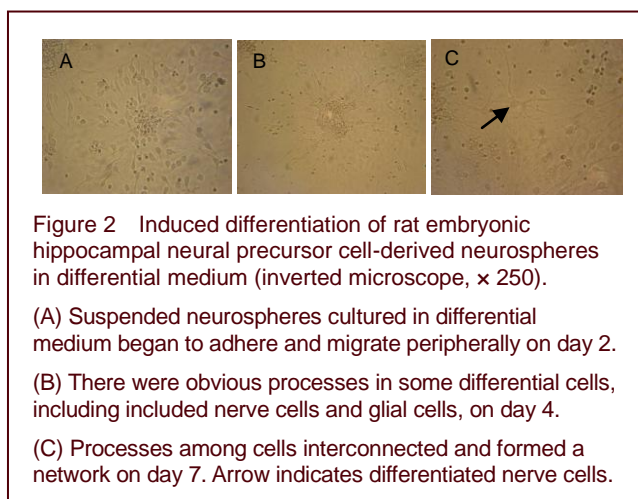 A B C
Figure 2 Induced differentiation of rat embryonic
hippocampal neural precursor cell-derived neurospheres
in differential medium (inverted microscope, × 250).
(A) Suspended neurospheres cultured in differential
medium began to adhere and migrate peripherally on day 2.
(B) There were obvious processes in some differential cells,
including included nerve cells and glial cells, on day 4.
(C) Processes among cells interconnected and formed a
network on day 7. Arrow indicates differentiated nerve cells.